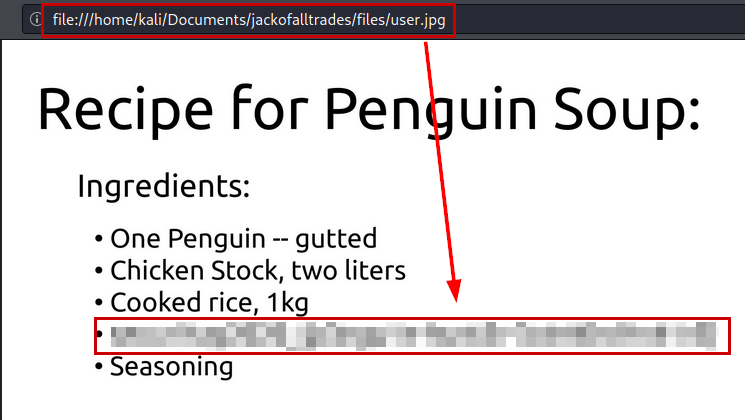 file:///home/kali/Documents/jackofalltrades/files/user.jpg
Recipe for Penguin Soup:
Ingredients:
• One Penguin -- gutted
• Chicken Stock, two liters
• Cooked rice, 1kg
•
• Seasoning